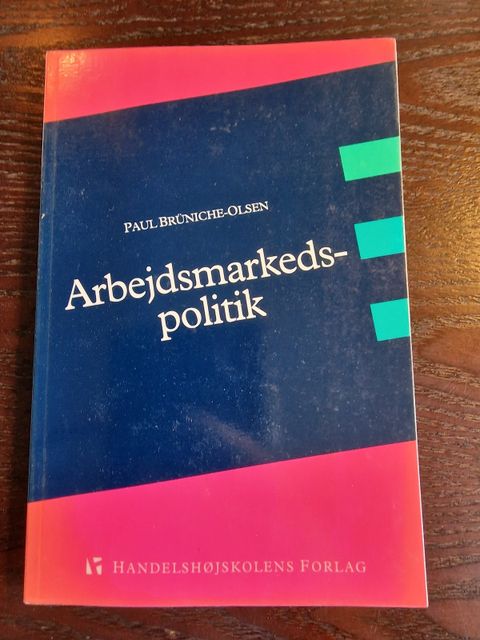 PAUL BRÜNICHE-OLSEN
Arbejdsmarkeds-
politik
HANDELSHØJSKOLENS FORLAG